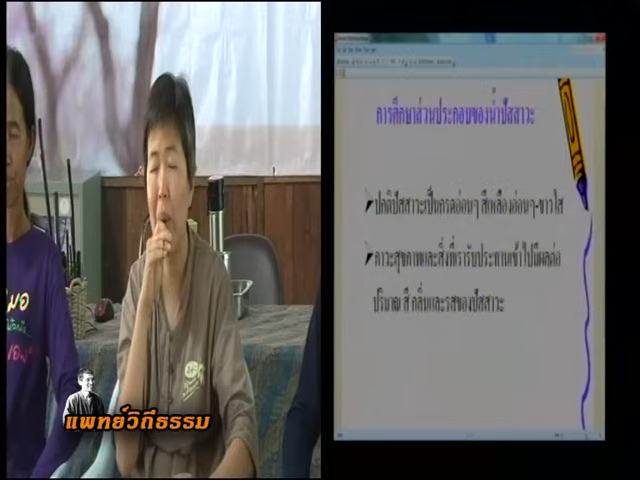 การศึกษาส่วนประกอบของน้ำปัสสาวะ
ปกติปัสสาวะเป็นกรดอ่อนๆ สีเหลืองอ่อนๆ-ขาวใส
ภาวะสุขภาพและสิ่งที่เรารับประทานเข้าไปมีผลต่อ
ปริมาณ สี กลิ่นและรสของปัสสาวะ
แพทย์วิถีธรรม